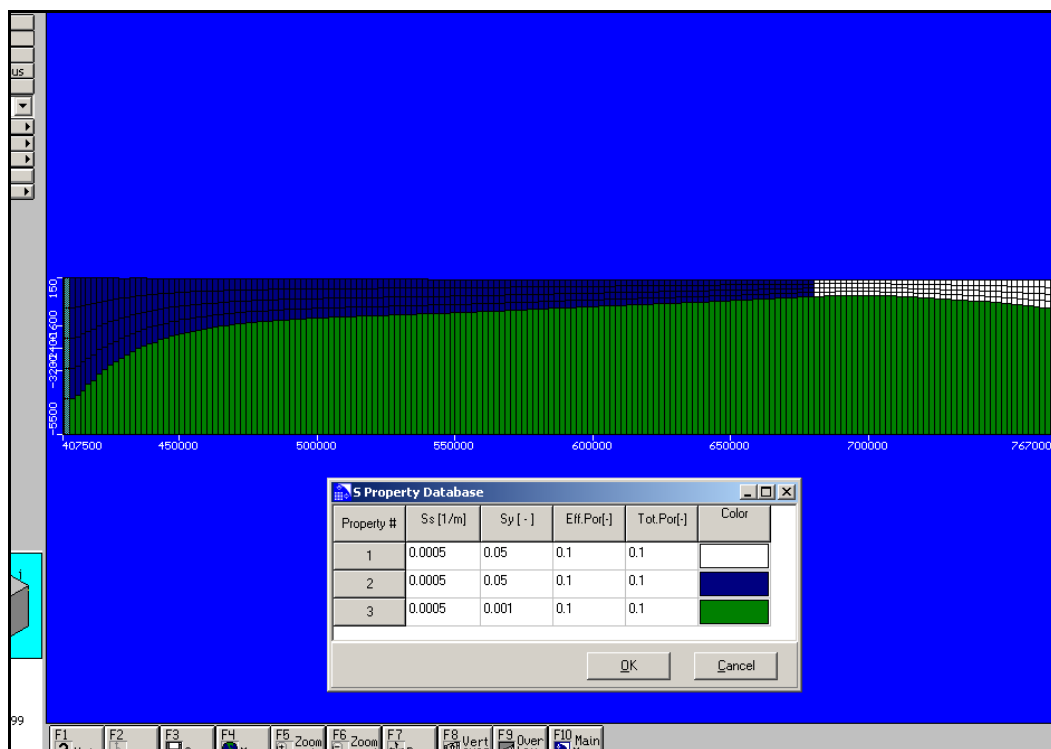 us
150
-1600
-2400
-3200
-5500
407500 450000 500000 550000 600000 650000 700000 767000
S Property Database
Property # Ss [1/m] Sy [ - ] Eff.Por[-] Tot.Por[-] Color
1 0.0005 0.05 0.1 0.1
2 0.0005 0.05 0.1 0.1
3 0.0005 0.001 0.1 0.1
OK Cancel
j
99
F1 F2 F3 F4 F5 Zoom F6 Zoom F7 F8 Vert F9 Over F10 Main